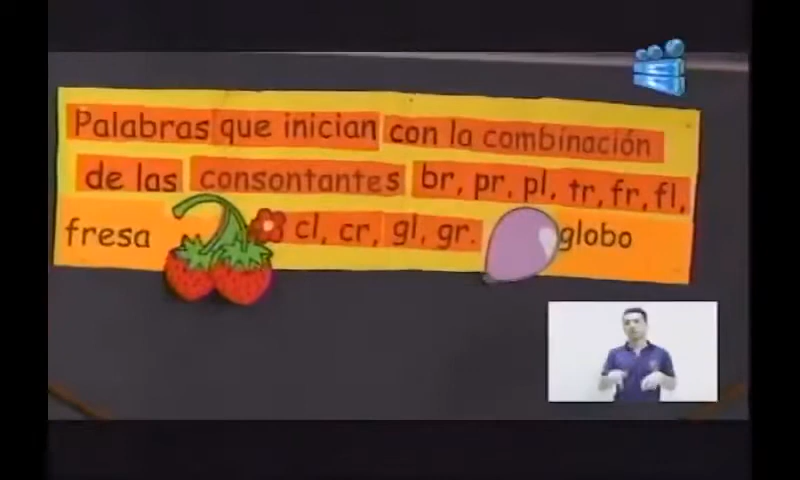 Palabras que inician con la combinación
de las consontantes br, pr, pl, tr, fr, fl,
fresa cl, cr, gl, gr. globo